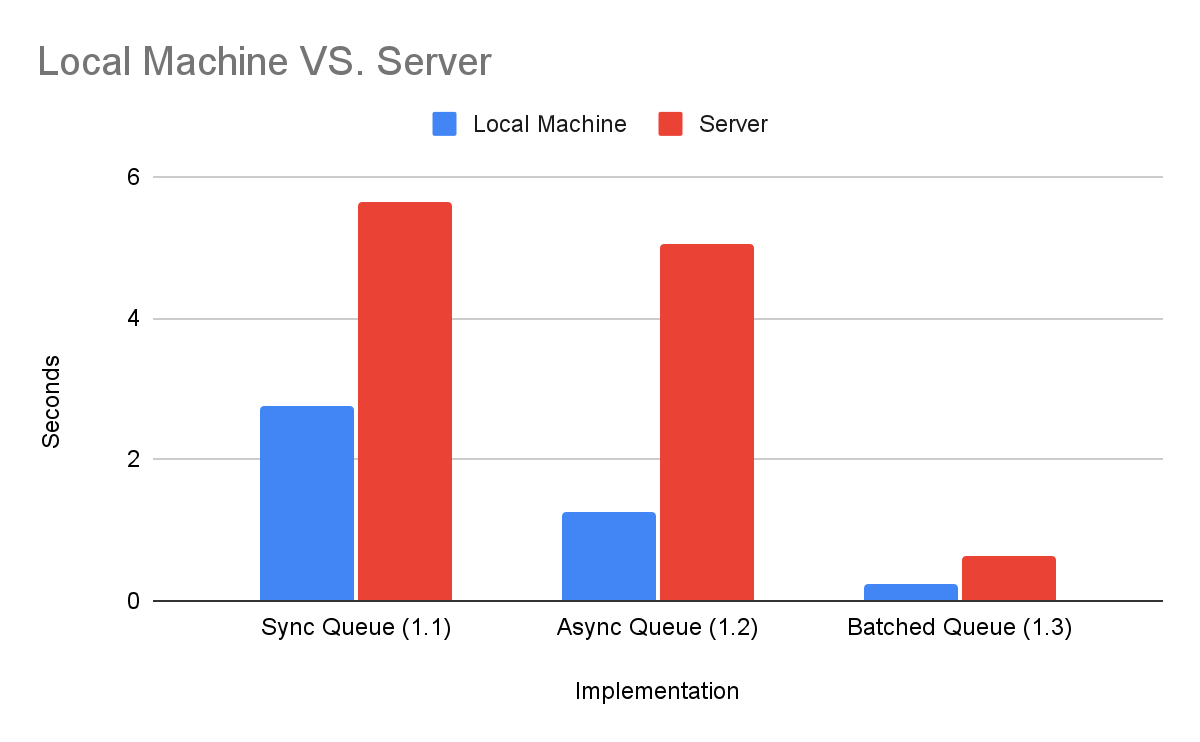 Local Machine VS. Server
Local Machine
Server
6
4
2
0
Seconds
Sync Queue (1.1)
Async Queue (1.2)
Batched Queue (1.3)
Implementation